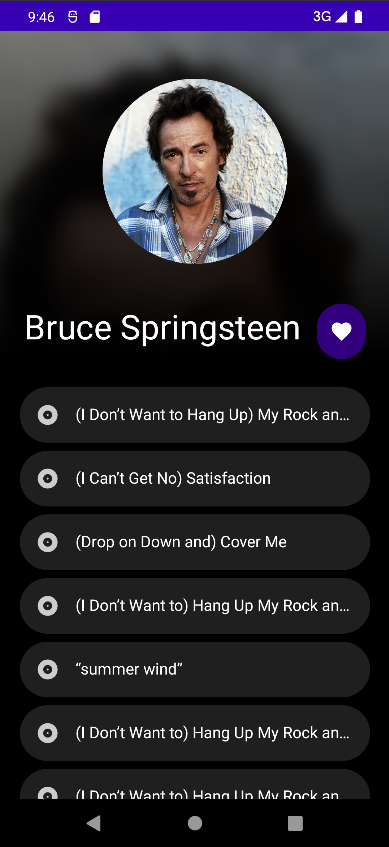 9:46 3G
Bruce Springsteen
(I Don’t Want to Hang Up) My Rock an…
(I Can’t Get No) Satisfaction
(Drop on Down and) Cover Me
(I Don’t Want to) Hang Up My Rock an…
“summer wind”
(I Don’t Want to) Hang Up My Rock an…
(I Don’t Want to) Hang Up My Rock an